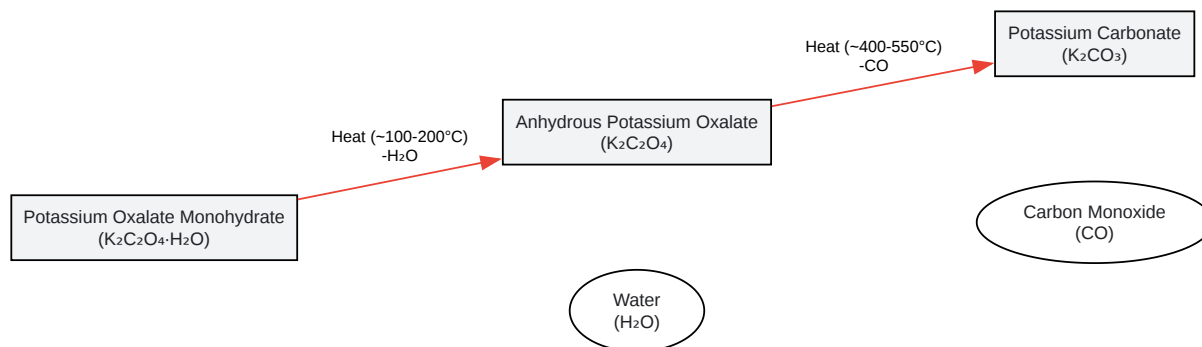 Potassium Oxalate Monohydrate
(K₂C₂O₄·H₂O)
Heat (~100-200°C)
-H₂O
Anhydrous Potassium Oxalate
(K₂C₂O₄)
Heat (~400-550°C)
-CO
Potassium Carbonate
(K₂CO₃)
Water
(H₂O)
Carbon Monoxide
(CO)